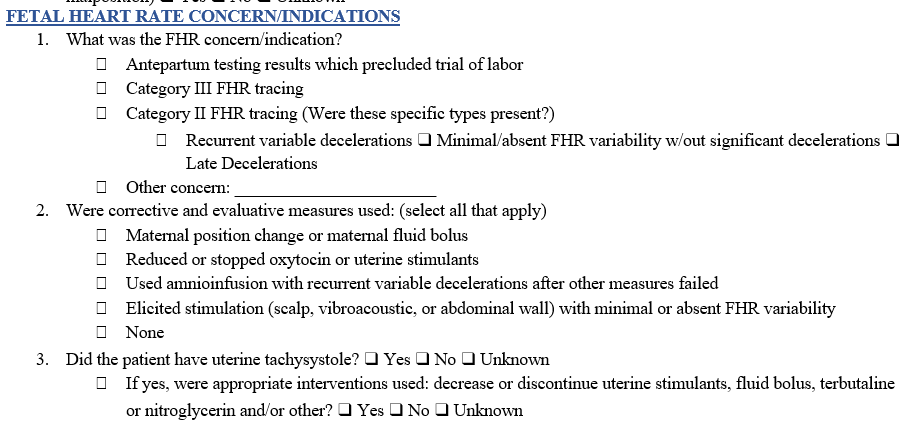 FETAL HEART RATE CONCERN/INDICATIONS
1. What was the FHR concern/indication?
☐ Antepartum testing results which precluded trial of labor
☐ Category III FHR tracing
☐ Category II FHR tracing (Were these specific types present?)
☐ Recurrent variable decelerations ❑ Minimal/absent FHR variability w/out significant decelerations ❑
Late Decelerations
☐ Other concern: ______________________
2. Were corrective and evaluative measures used: (select all that apply)
☐ Maternal position change or maternal fluid bolus
☐ Reduced or stopped oxytocin or uterine stimulants
☐ Used amnioinfusion with recurrent variable decelerations after other measures failed
☐ Elicited stimulation (scalp, vibroacoustic, or abdominal wall) with minimal or absent FHR variability
☐ None
3. Did the patient have uterine tachysystole? ❑ Yes ❑ No ❑ Unknown
☐ If yes, were appropriate interventions used: decrease or discontinue uterine stimulants, fluid bolus, terbutaline
or nitroglycerin and/or other? ❑ Yes ❑ No ❑ Unknown